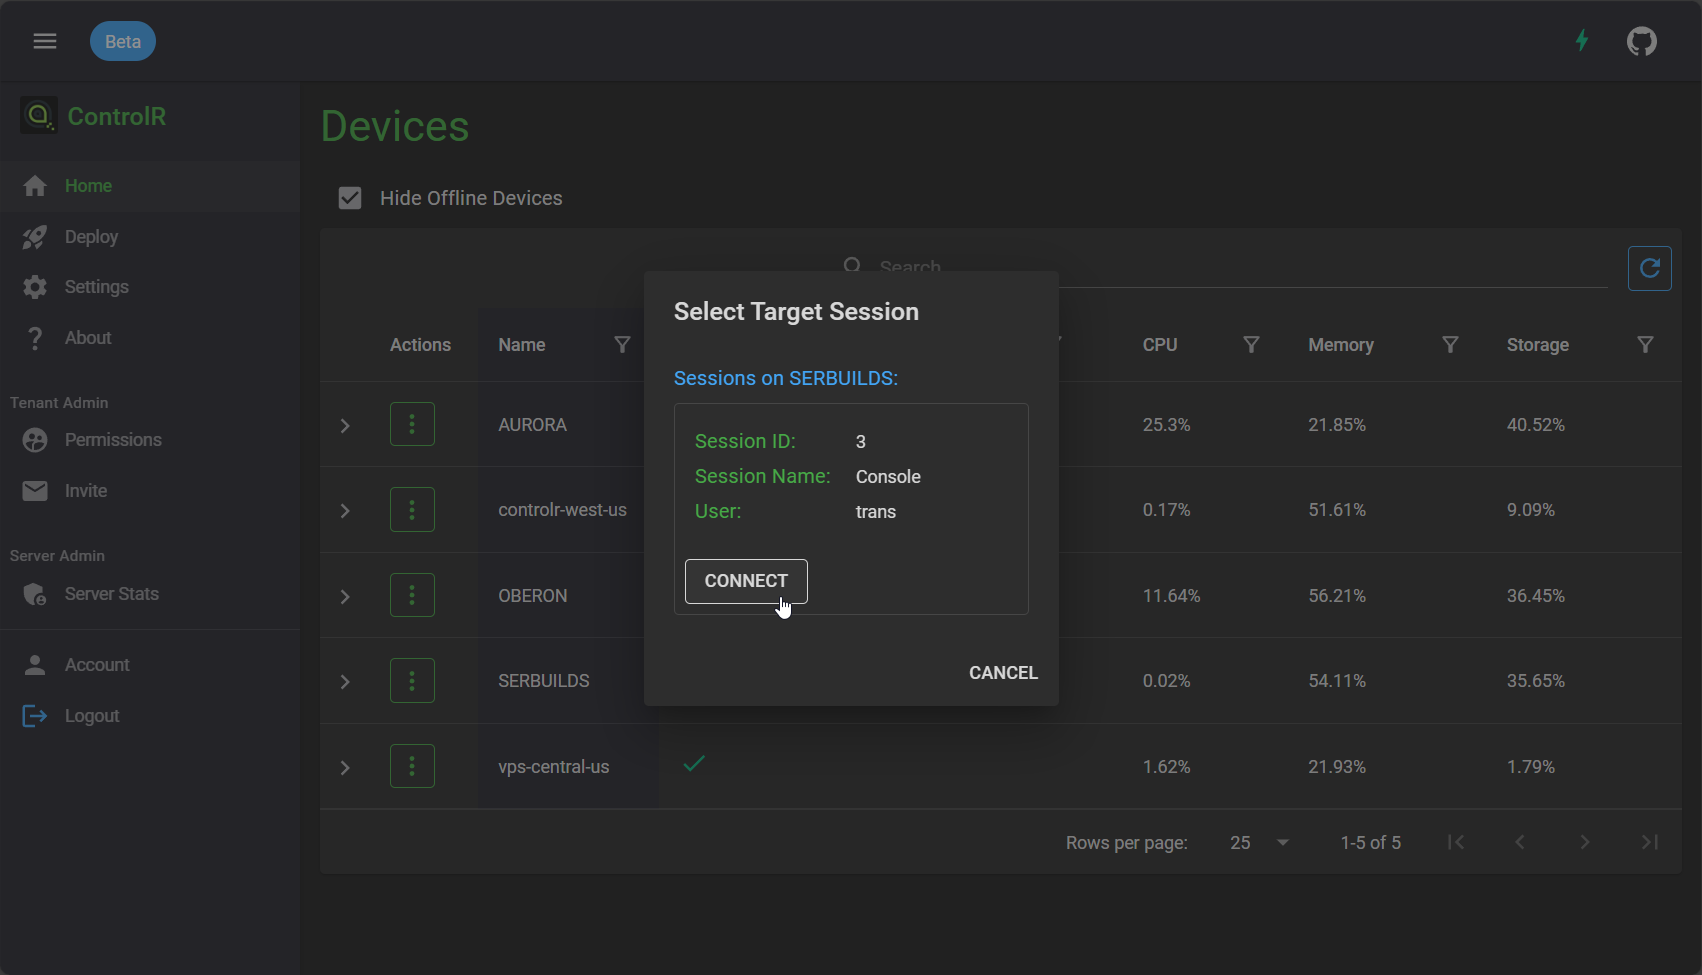 Beta
ControlR
Home
Deploy
Settings
About
Tenant Admin
Permissions
Invite
Server Admin
Server Stats
Account
Logout
Devices
Hide Offline Devices
Search
Actions Name CPU Memory Storage
AURORA 25.3% 21.85% 40.52%
controlr-west-us 0.17% 51.61% 9.09%
OBERON 11.64% 56.21% 36.45%
SERBUILDS 0.02% 54.11% 35.65%
vps-central-us 1.62% 21.93% 1.79%
Rows per page: 25 1-5 of 5
Select Target Session
Sessions on SERBUILDS:
Session ID: 3
Session Name: Console
User: trans
CONNECT
CANCEL